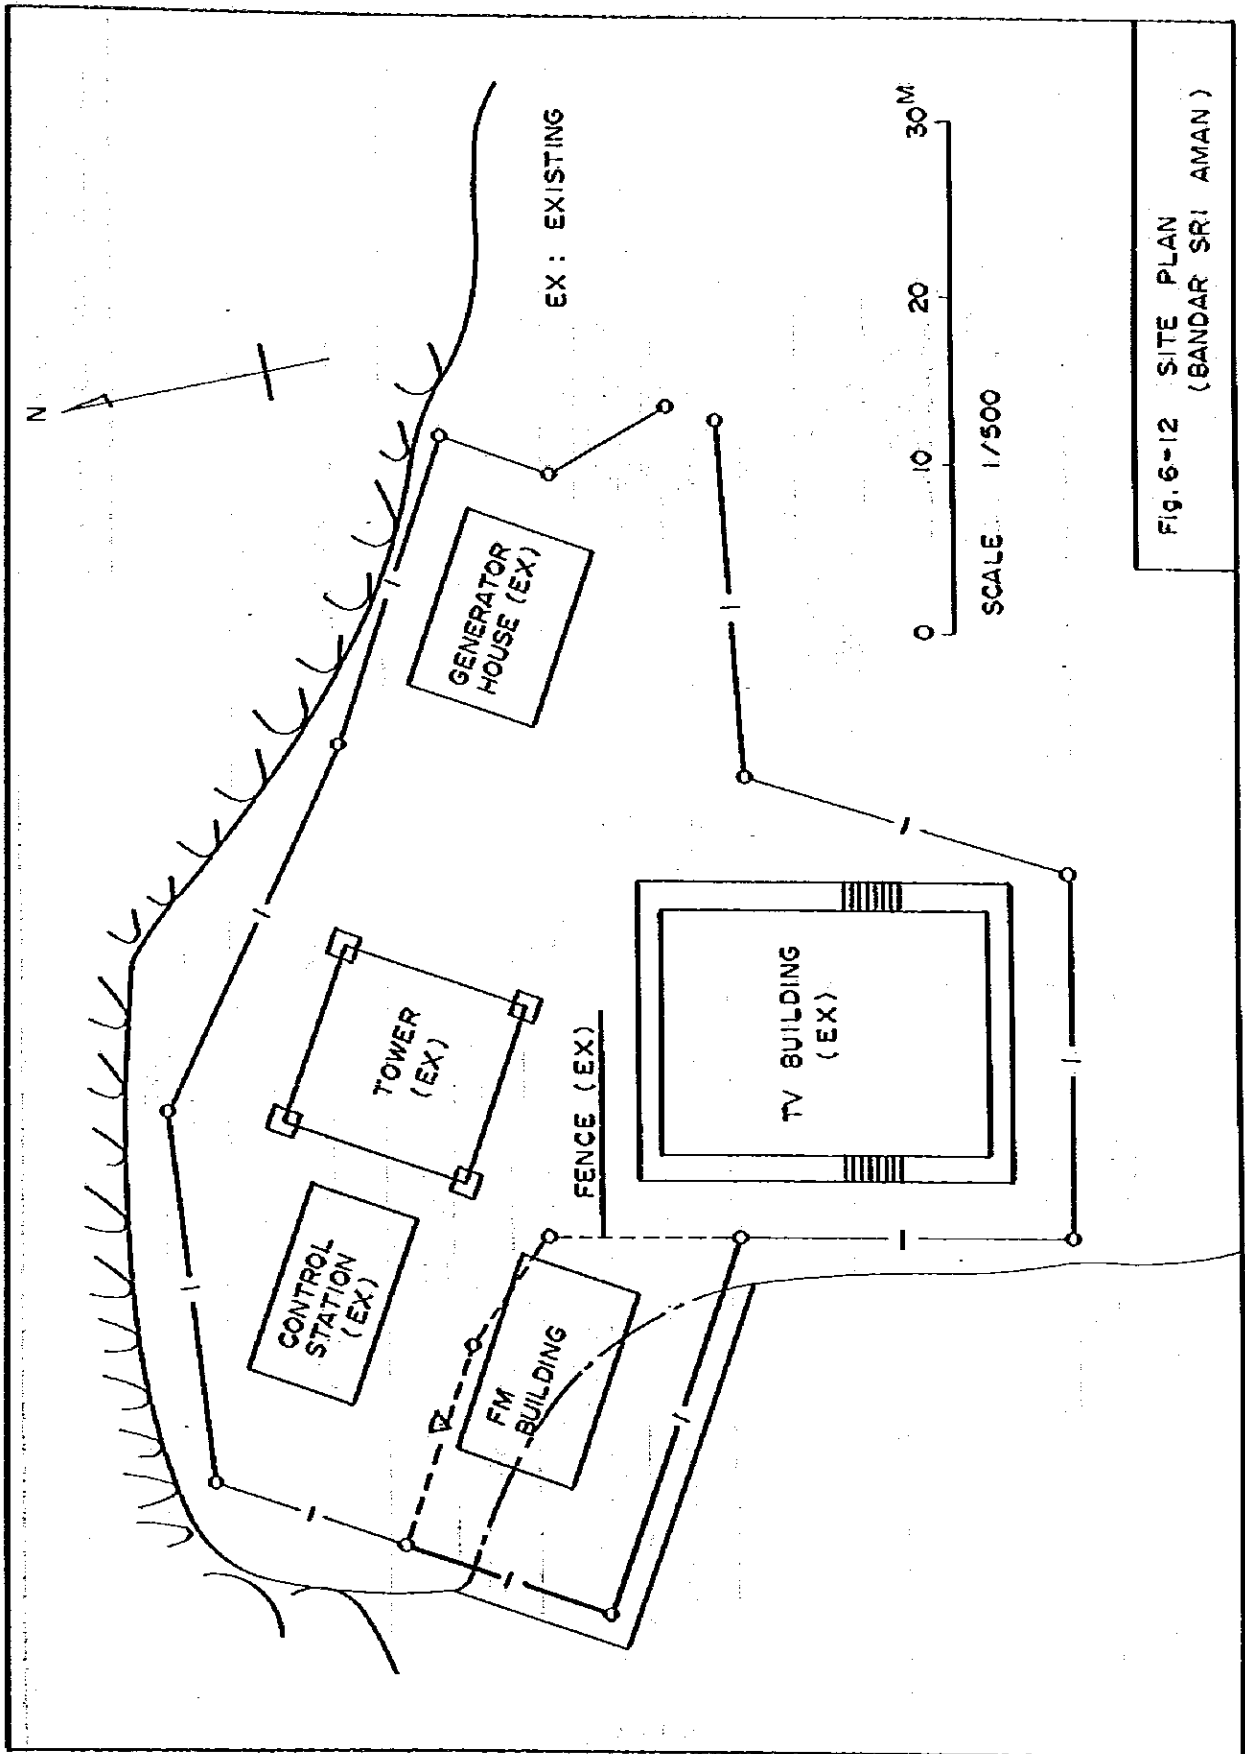 N
EX : EXISTING
GENERATOR
HOUSE (EX)
TOWER
(EX)
CONTROL
STATION
(EX)
FENCE (EX)
FM
BUILDING
TV BUILDING
(EX)
0 10 20 30M
SCALE 1/500
Fig. 6-12 SITE PLAN
(BANDAR SRI AMAN)